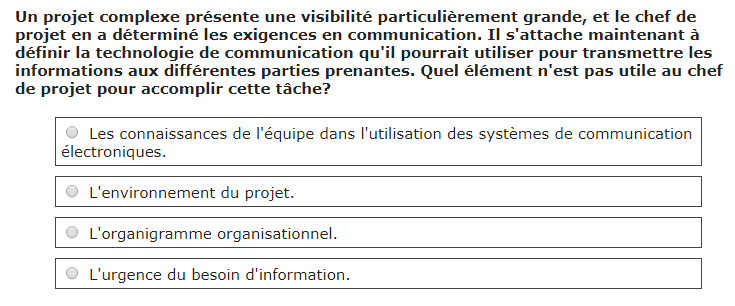 Un projet complexe présente une visibilité particulièrement grande, et le chef de
projet en a déterminé les exigences en communication. Il s'attache maintenant à
définir la technologie de communication qu'il pourrait utiliser pour transmettre les
informations aux différentes parties prenantes. Quel élément n'est pas utile au chef
de projet pour accomplir cette tâche?
Les connaissances de l'équipe dans l'utilisation des systèmes de communication
électroniques.
L'environnement du projet.
L'organigramme organisationnel.
L'urgence du besoin d'information.